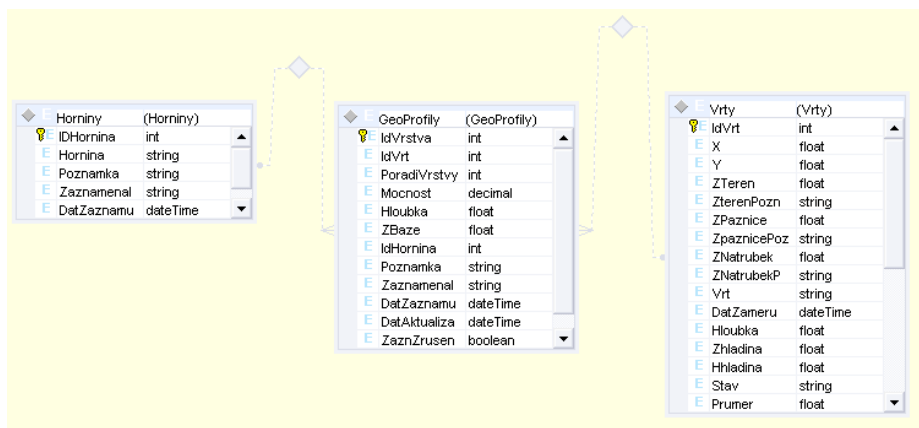 Horniny (Horniny)
E IDHornina int
E Hornina string
E Poznamka string
E Zaznamenal string
E DatZaznamu dateTime
E GeoProfily (GeoProfily)
E IdVrstva int
E IdVrt int
E PoradiVrstvy int
E Mocnost decimal
E Hloubka float
E ZBaze float
E IdHornina int
E Poznamka string
E Zaznamenal string
E DatZaznamu dateTime
E DatAktualiza dateTime
E ZaznZrusen boolean
E Vrty (Vrty)
E IdVrt int
E X float
E Y float
E ZTeren float
E ZterenPozn string
E ZPaznice float
E ZpaznicePoz string
E ZNatrubek float
E ZNatrubekP string
E Vrt string
E DatZameru dateTime
E Hloubka float
E Zhladina float
E Hhladina float
E Stav string
E Prumer float